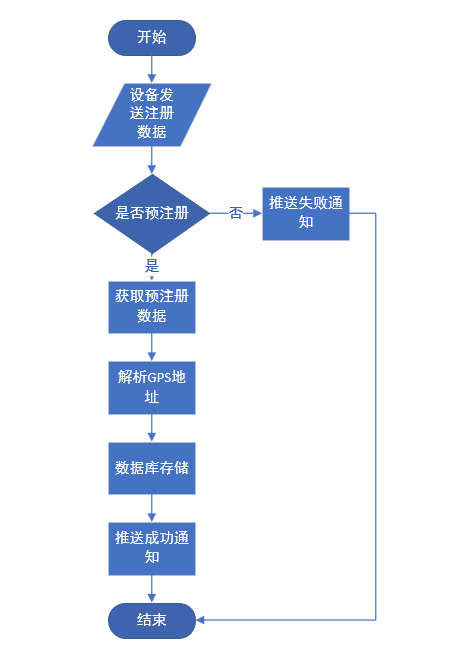 开始
设备发
送注册
数据
是否预注册
否
推送失败通
知
是
获取预注册
数据
解析GPS地
址
数据库存储
推送成功通
知
结束